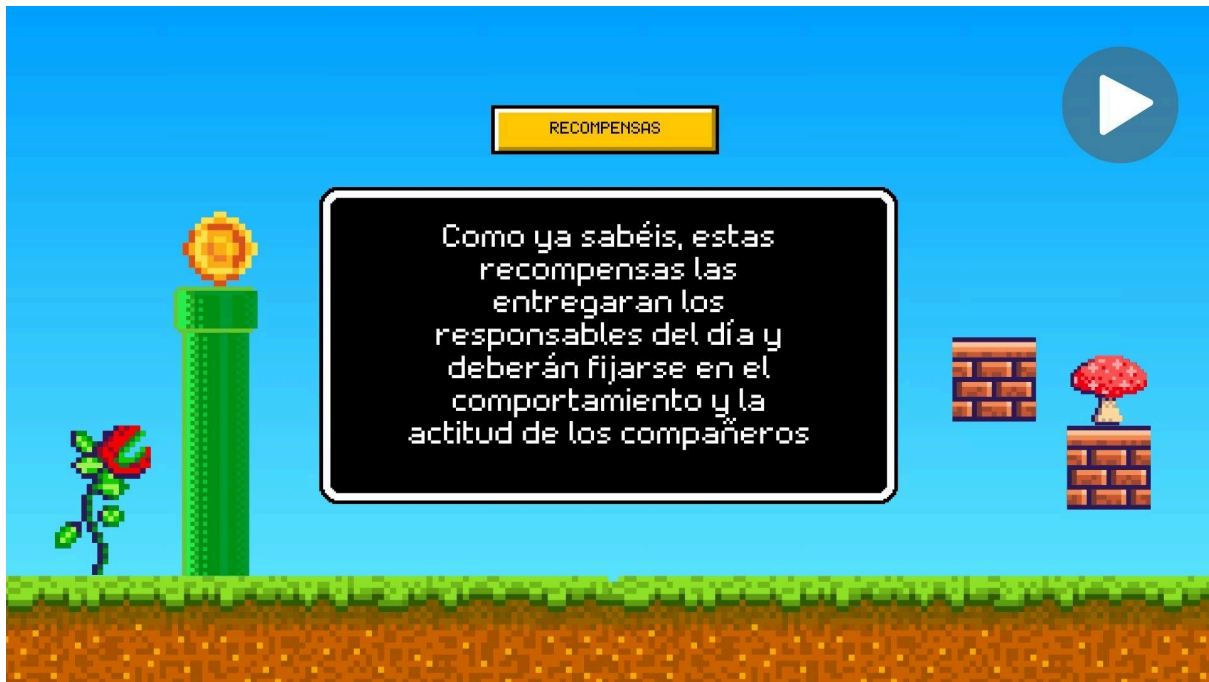 RECOMPENSAS
Como ya sabéis, estas
recompensas las
entregaran los
responsables del día y
deberán fijarse en el
comportamiento y la
actitud de los compañeros